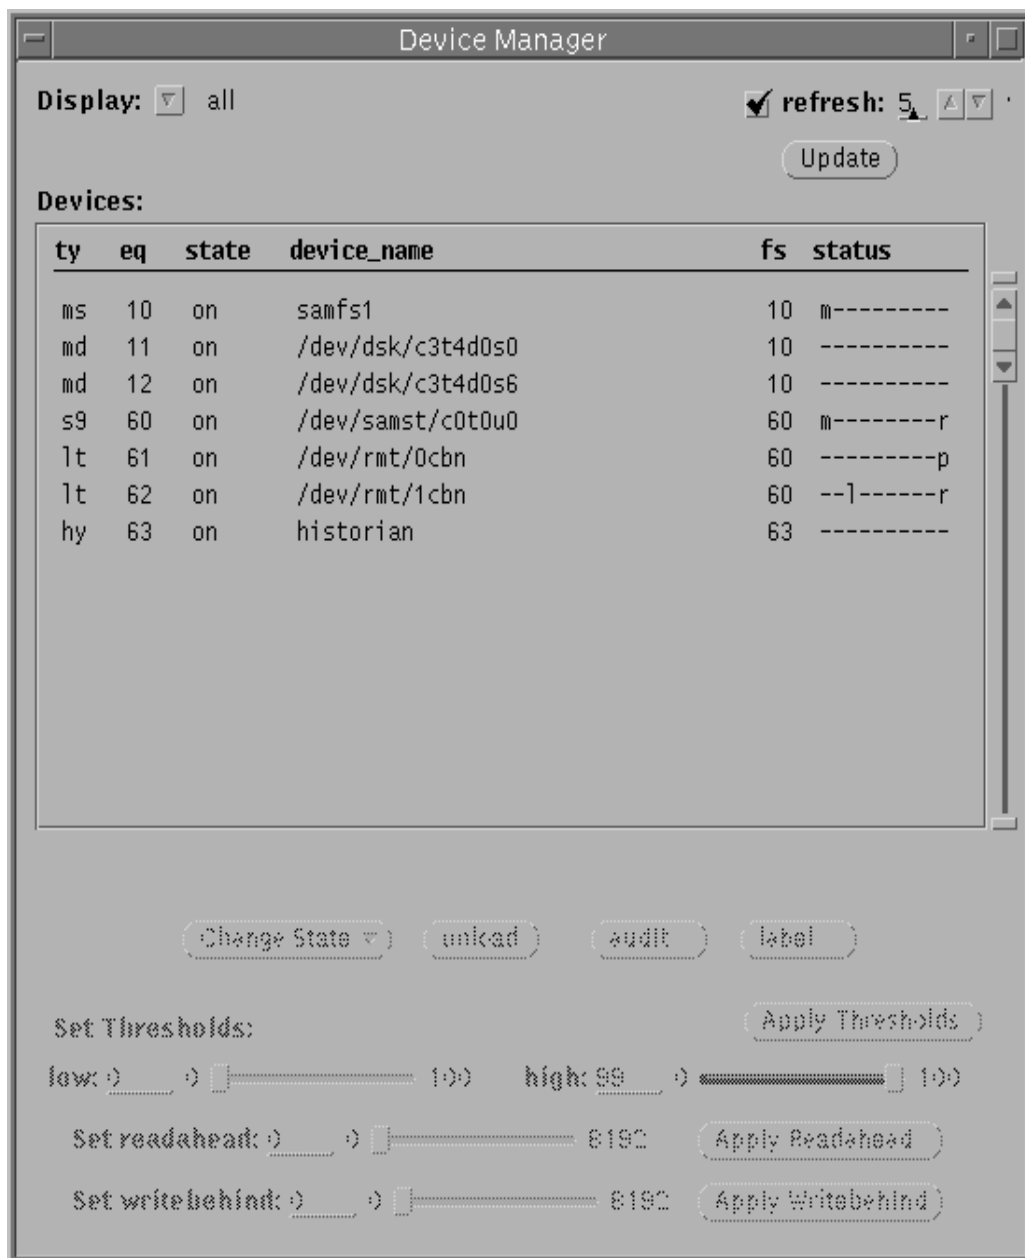 Device Manager
Display: all refresh: 5
Update
Devices:
ty eq state device_name fs status
ms 10 on samfs1 10 m---------
md 11 on /dev/dsk/c3t4d0s0 10 ----------
md 12 on /dev/dsk/c3t4d0s6 10 ----------
s9 60 on /dev/samst/c0t0u0 60 m--------r
lt 61 on /dev/rmt/0cbn 60 ---------p
lt 62 on /dev/rmt/1cbn 60 --l------r
hy 63 on historian 63 ----------
Change State unload audit label
Set Thresholds: Apply Thresholds
low: 0 0 100 high: 99 0 100
Set readahead: 0 0 8192 Apply Readahead
Set writebehind: 0 0 8192 Apply Writebehind